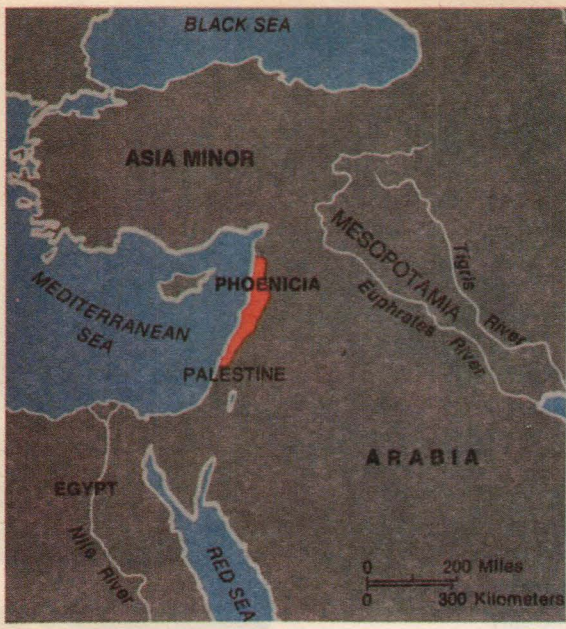 BLACK SEA
ASIA MINOR
MESOPOTAMIA
Tigris
River
Euphrates
River
PHOENICIA
MEDITERRANEAN
SEA
PALESTINE
ARABIA
EGYPT
Nile River
RED SEA
0 200 Miles
0 300 Kilometers